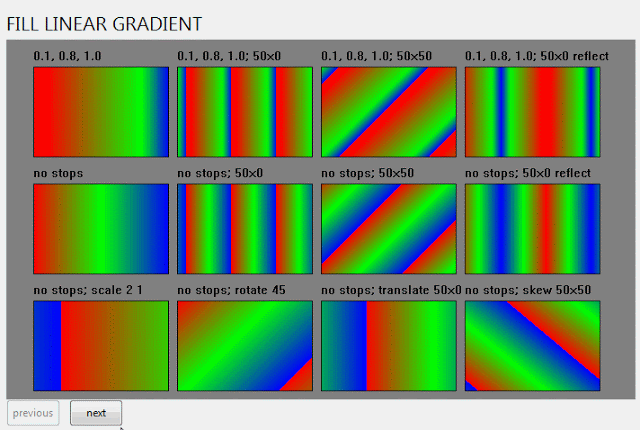 FILL LINEAR GRADIENT
0.1, 0.8, 1.0
0.1, 0.8, 1.0; 50×0
0.1, 0.8, 1.0; 50×50
0.1, 0.8, 1.0; 50×0 reflect
no stops
no stops; 50×0
no stops; 50×50
no stops; 50×0 reflect
no stops; scale 2 1
no stops; rotate 45
no stops; translate 50×0
no stops; skew 50×50
previous
next